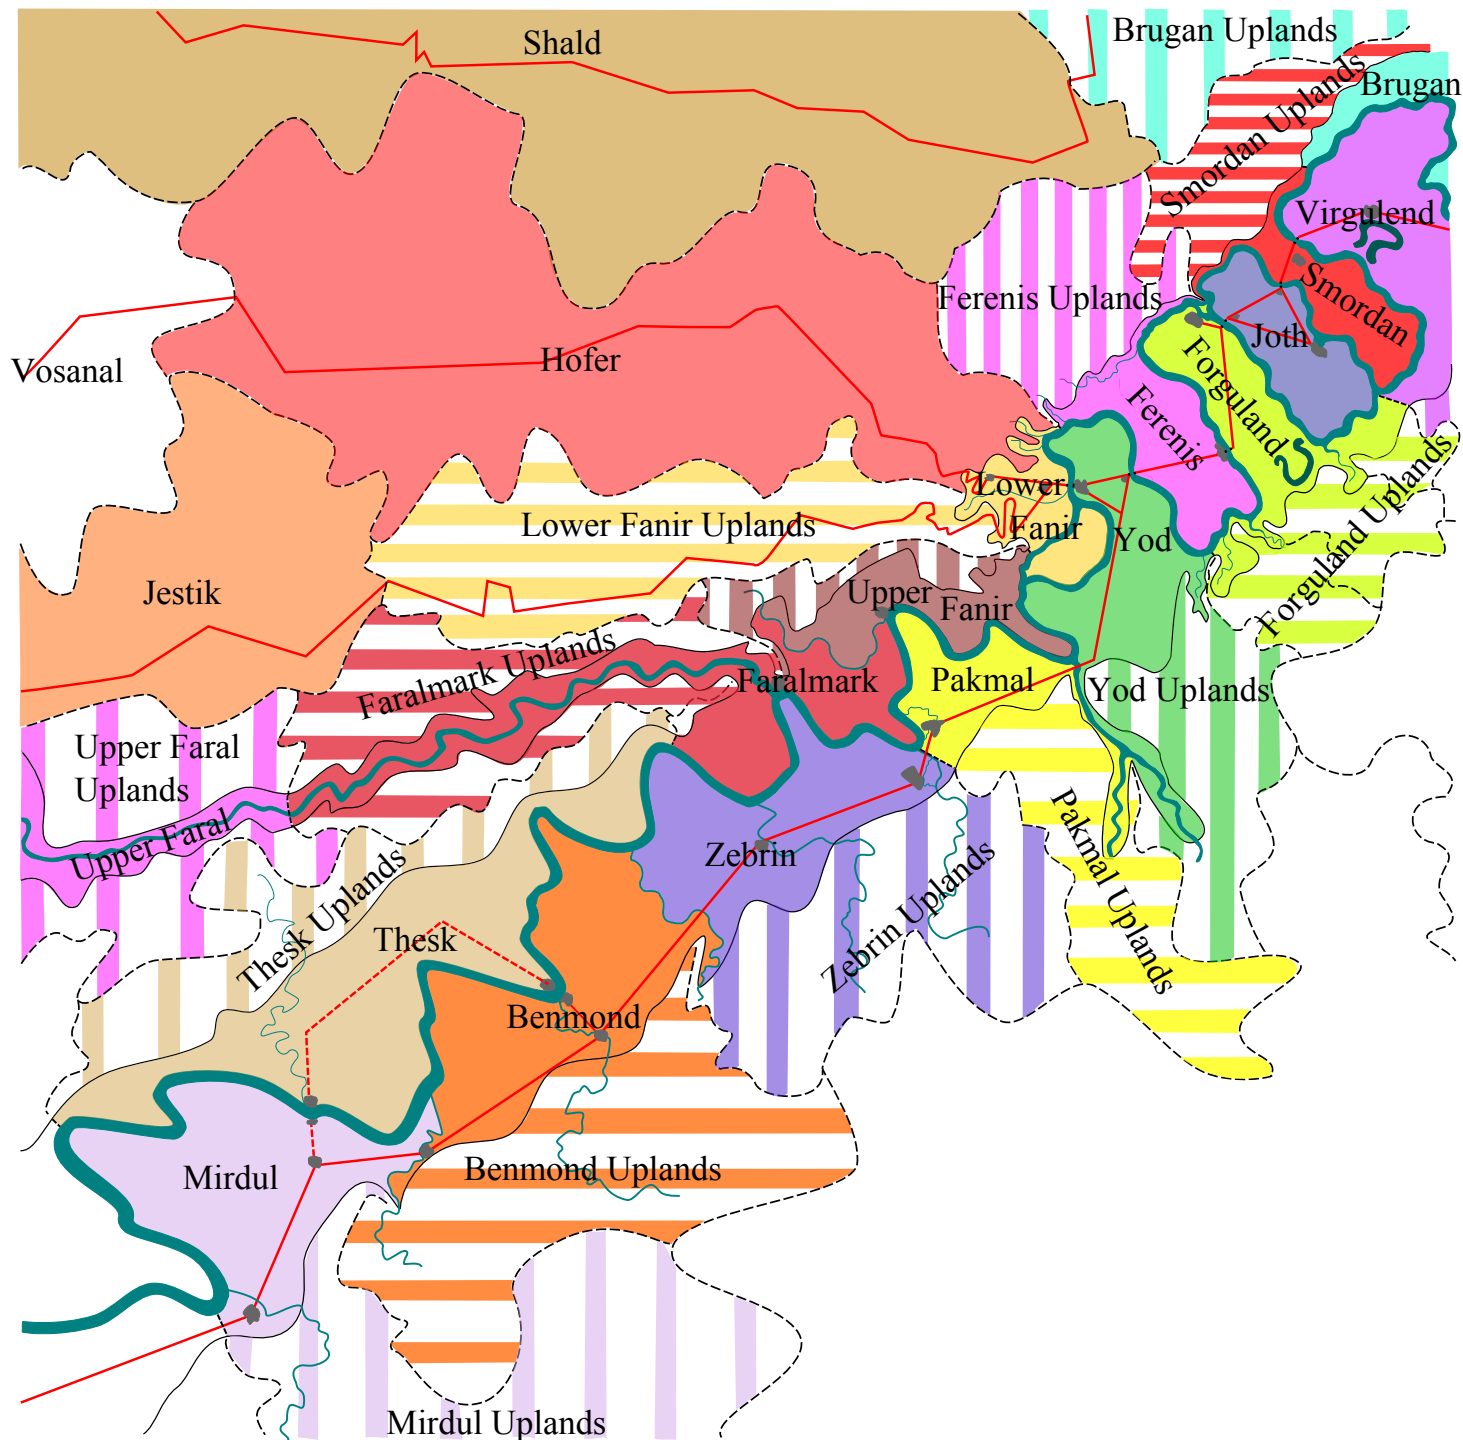 Shald
Brugan Uplands
Brugan
Smordan Uplands
Virgulend
Ferenis Uplands
Smordan
Joth
Vosanal
Hofer
Forguland
Ferenis
Lower
Fanir
Lower Fanir Uplands
Yod
Forguland Uplands
Jestik
Upper
Fanir
Faralmark Uplands
Faralmark
Pakmal
Yod Uplands
Upper Faral
Uplands
Upper Faral
Zebrin
Pakmal Uplands
Thesk Uplands
Thesk
Zebrin Uplands
Benmond
Mirdul
Benmond Uplands
Mirdul Uplands